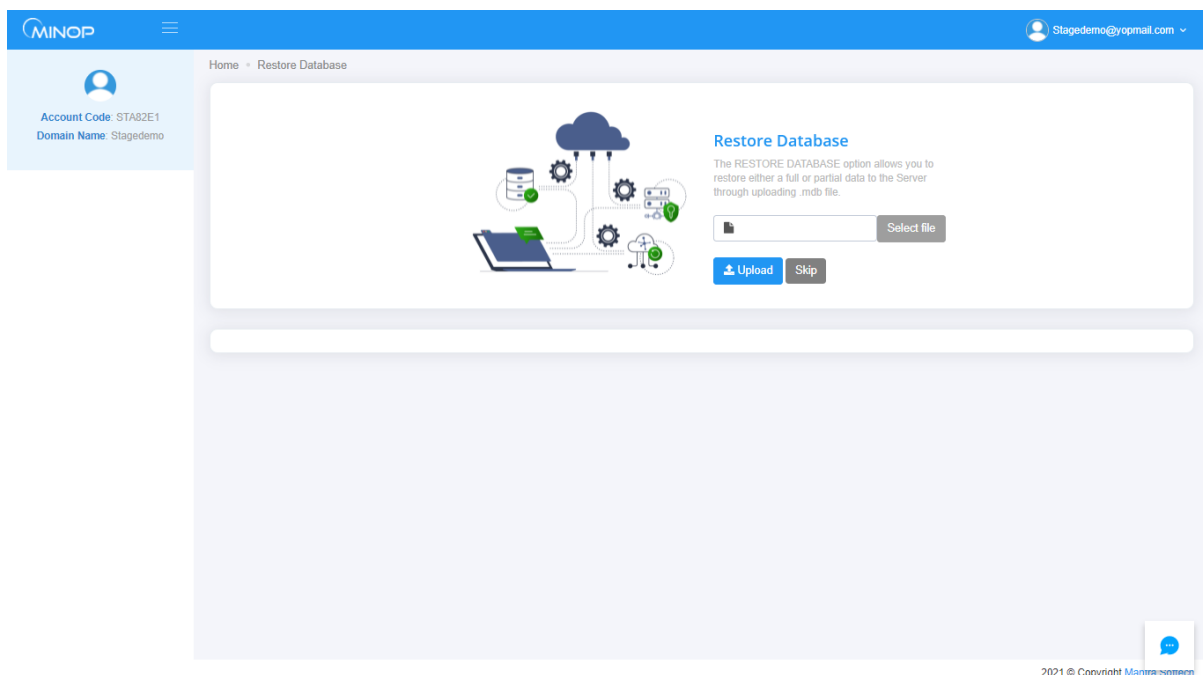 MINOP
Stagedemo@yopmail.com
Account Code: STA82E1
Domain Name: Stagedemo
Home Restore Database
Restore Database
The RESTORE DATABASE option allows you to
restore either a full or partial data to the Server
through uploading .mdb file.
Select file
Upload Skip
2021 © Copyright Mantra Softech